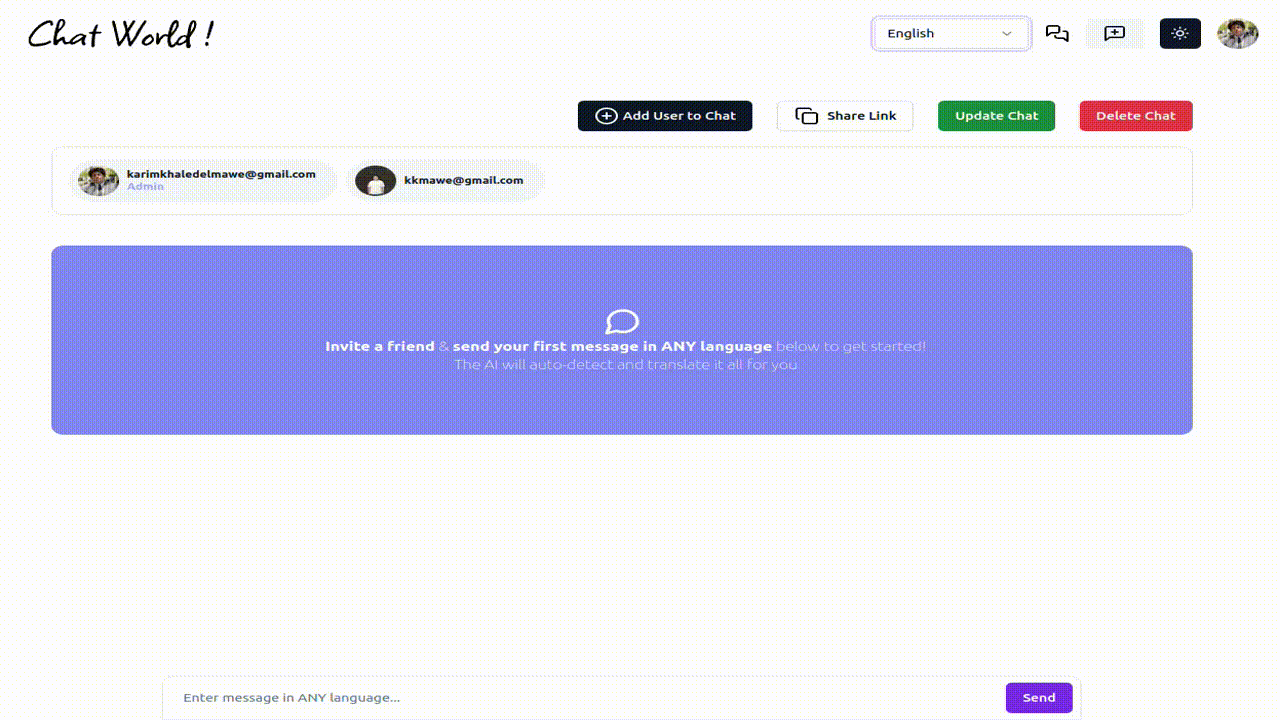 Chat World !
English
Add User to Chat
Share Link
Update Chat
Delete Chat
karimkhaledelmawe@gmail.com
Admin
kkmawe@gmail.com
Invite a friend & send your first message in ANY language below to get started!
The AI will auto-detect and translate it all for you
Enter message in ANY language...
Send